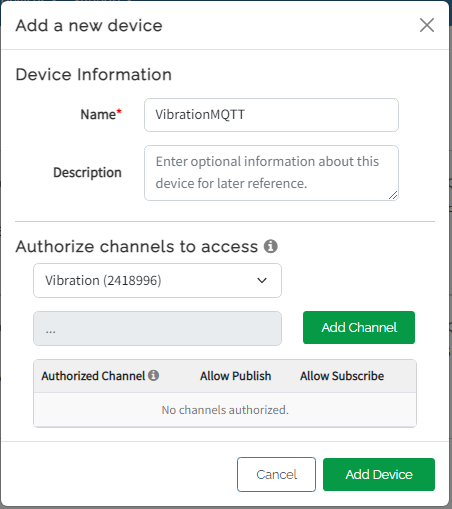 Add a new device
Device Information
Name*
VibrationMQTT
Description
Enter optional information about this
device for later reference.
Authorize channels to access
Vibration (2418996)
...
Add Channel
Authorized Channel Allow Publish Allow Subscribe
No channels authorized.
Cancel Add Device